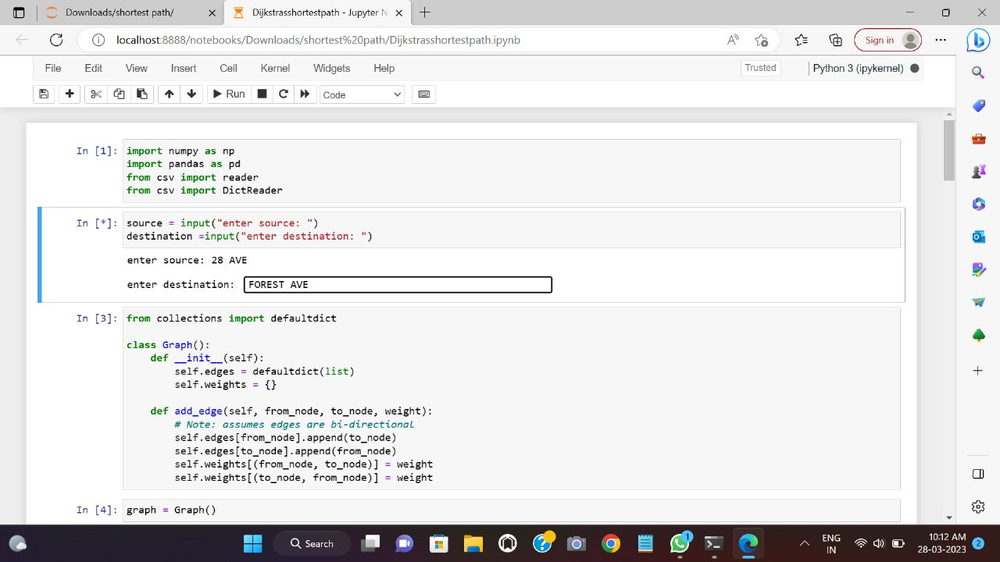 Downloads/shortest path/
Dijkstrasshortestpath - Jupyter N
localhost:8888/notebooks/Downloads/shortest%20path/Dijkstrasshortestpath.ipynb
Sign in
File Edit View Insert Cell Kernel Widgets Help
Trusted
Python 3 (ipykernel)
Run
Code
In [1]:
import numpy as np
import pandas as pd
from csv import reader
from csv import DictReader
In [*]:
source = input("enter source: ")
destination =input("enter destination: ")
enter source: 28 AVE
enter destination: FOREST AVE
In [3]:
from collections import defaultdict
class Graph():
def __init__(self):
self.edges = defaultdict(list)
self.weights = {}
def add_edge(self, from_node, to_node, weight):
# Note: assumes edges are bi-directional
self.edges[from_node].append(to_node)
self.edges[to_node].append(from_node)
self.weights[(from_node, to_node)] = weight
self.weights[(to_node, from_node)] = weight
In [4]:
graph = Graph()
Search
1
ENG
IN
10:12 AM
28-03-2023
2